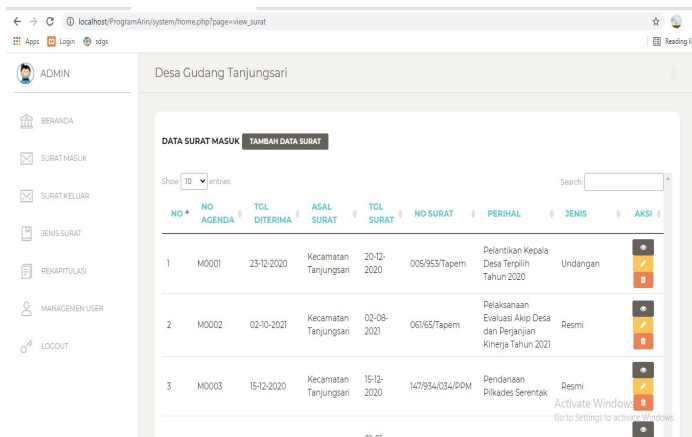 localhost/ProgramArin/system/home.php?page=view_surat
Apps Login sdgs Reading li
ADMIN
Desa Gudang Tanjungsari
BERANDA
SURAT MASUK
SURAT KELUAR
JENIS SURAT
REKAPITULASI
MANAGEMEN USER
LOGOUT
DATA SURAT MASUK TAMBAH DATA SURAT
Show 10 entries Search:
NO NO AGENDA TGL DITERIMA ASAL SURAT TGL SURAT NO SURAT PERIHAL JENIS AKSI
1 M0001 23-12-2020 Kecamatan Tanjungsari 20-12-2020 005/953/Tapem Pelantikan Kepala Desa Terpilih Tahun 2020 Undangan
2 M0002 02-10-2021 Kecamatan Tanjungsari 02-08-2021 061/65/Tapem Pelaksanaan Evaluasi Akip Desa dan Perjanjian Kinerja Tahun 2021 Resmi
3 M0003 15-12-2020 Kecamatan Tanjungsari 15-12-2020 147/934/034/PPM Pendanaan Pilkades Serentak Resmi
Activate Windows
Go to Settings to activate Windows.